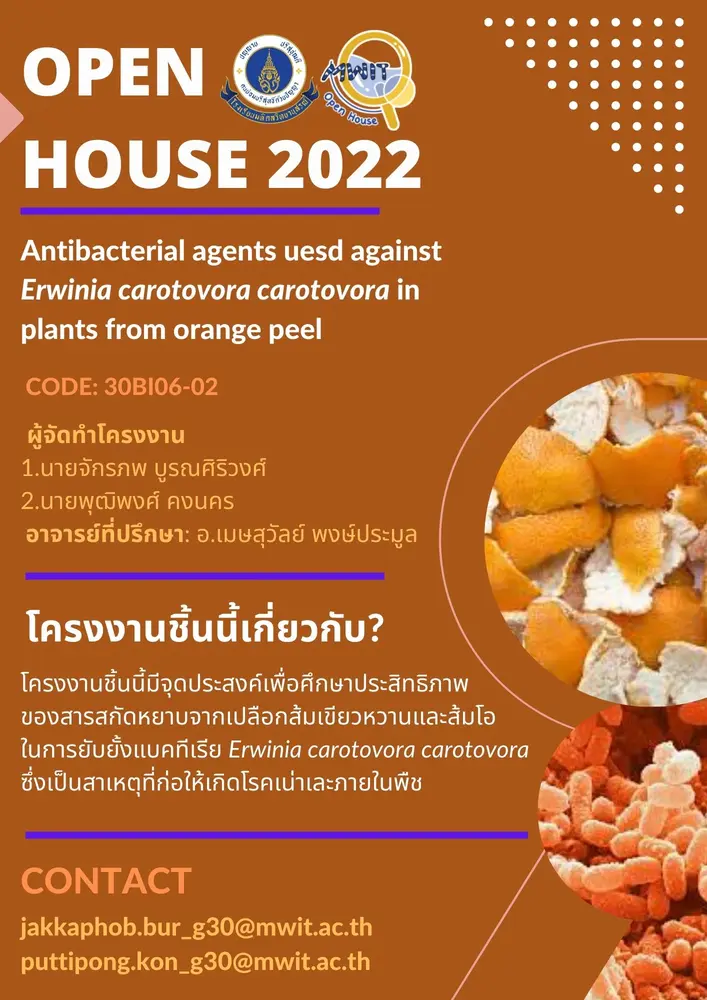 OPEN
HOUSE 2022
MWIT
Open House
Antibacterial agents uesd against
Erwinia carotovora carotovora in
plants from orange peel
CODE: 30BI06-02
ผู้จัดทำโครงงาน
1.นายจักรภพ บูรณศิริวงศ์
2.นายพุฒิพงศ์ คงนคร
อาจารย์ที่ปรึกษา: อ.เมษสุวัลย์ พงษ์ประมูล
โครงงานชิ้นนี้เกี่ยวกับ?
โครงงานชิ้นนี้มีจุดประสงค์เพื่อศึกษาประสิทธิภาพ
ของสารสกัดหยาบจากเปลือกส้มเขียวหวานและส้มโอ
ในการยับยั้งแบคทีเรีย Erwinia carotovora carotovora
ซึ่งเป็นสาเหตุที่ก่อให้เกิดโรคเน่าเละภายในพืช
CONTACT
jakkaphob.bur_g30@mwit.ac.th
puttipong.kon_g30@mwit.ac.th